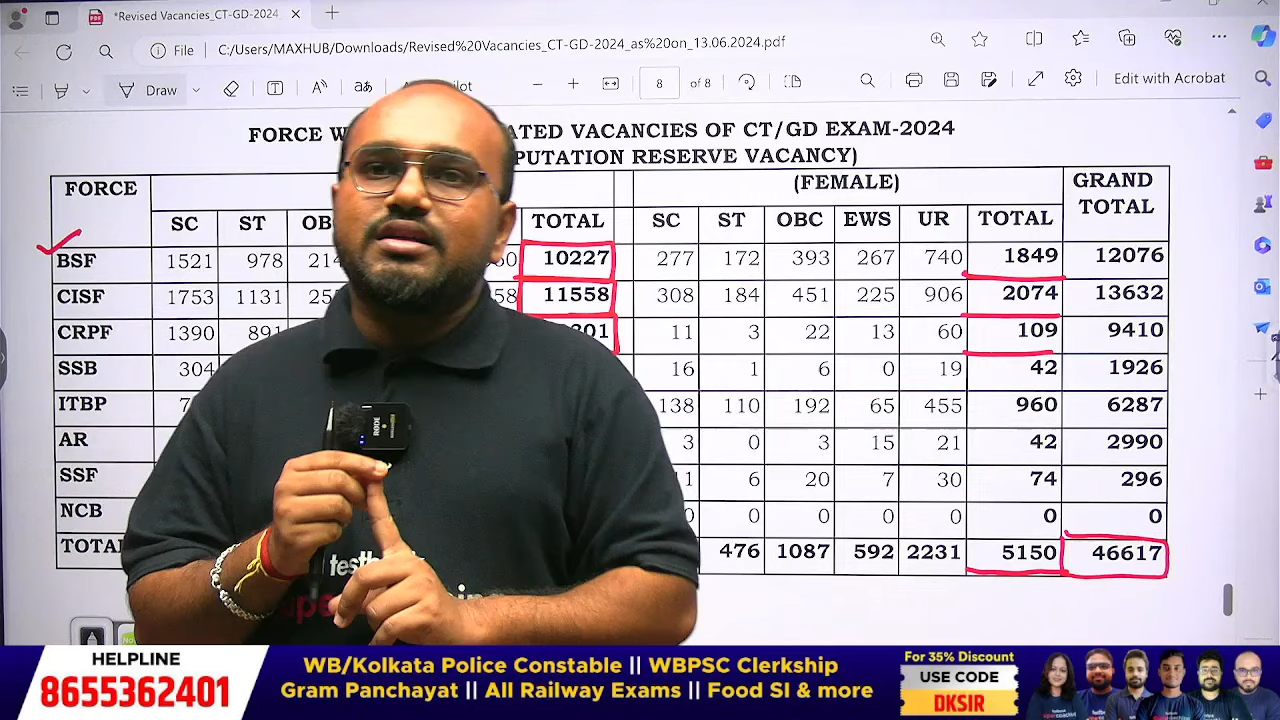 *Revised Vacancies_CT-GD-2024
File C:/Users/MAXHUB/Downloads/Revised%20Vacancies_CT-GD-2024_as%20on_13.06.2024.pdf
Draw aあ 8 of 8 Edit with Acrobat
FORCE ATED VACANCIES OF CT/GD EXAM-2024
PUTATION RESERVE VACANCY)
FORCE (FEMALE) GRAND TOTAL
SC ST TOTAL SC ST OBC EWS UR TOTAL
BSF 1521 978 10227 277 172 393 267 740 1849 12076
CISF 1753 1131 11558 308 184 451 225 906 2074 13632
CRPF 1390 11 3 22 13 60 109 9410
SSB 304 16 1 6 0 19 42 1926
ITBP 138 110 192 65 455 960 6287
AR 3 0 3 15 21 42 2990
SSF 6 20 7 30 74 296
NCB 0 0 0 0 0 0 0
476 1087 592 2231 5150 46617
RODE
HELPLINE
8655362401
WB/Kolkata Police Constable || WBPSC Clerkship
Gram Panchayat || All Railway Exams || Food SI & more
For 35% Discount
USE CODE
DKSIR